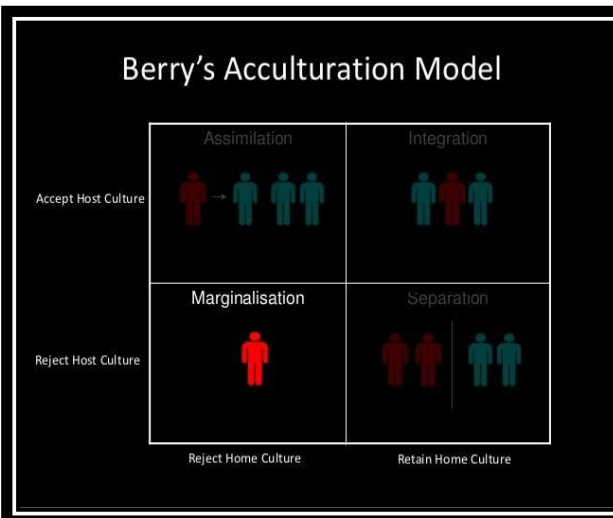 Berry's Acculturation Model
Assimilation
Integration
Accept Host Culture
Marginalisation
Separation
Reject Host Culture
Reject Home Culture
Retain Home Culture